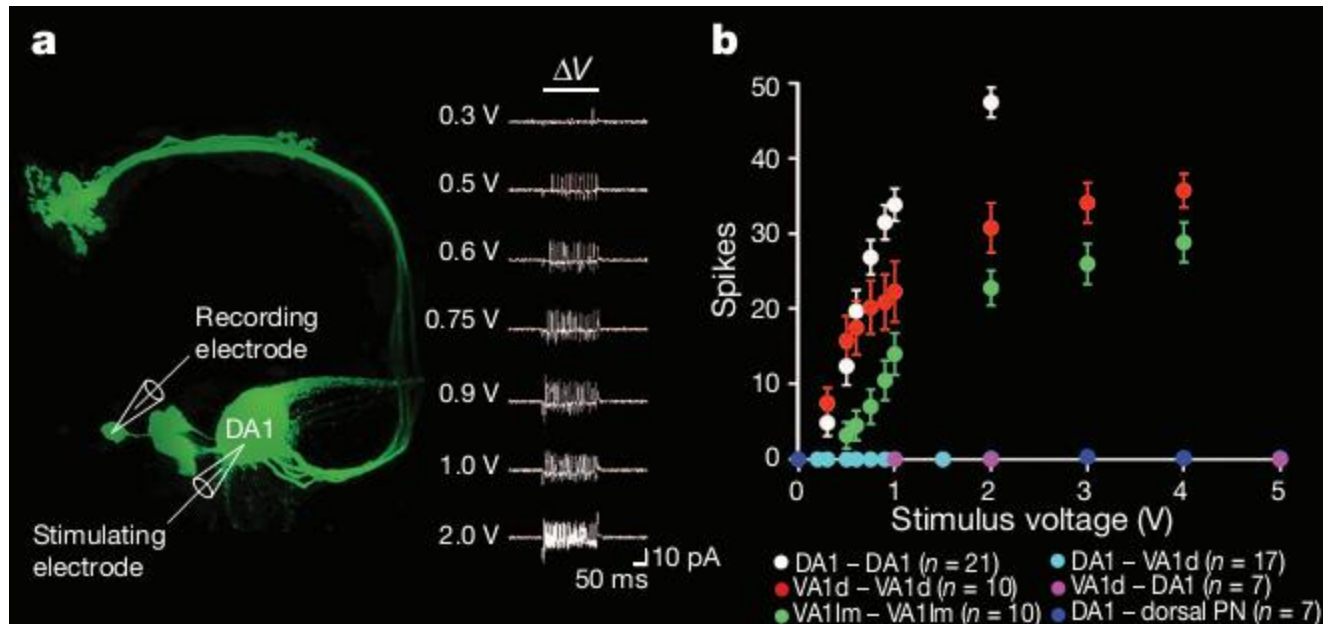 a
ΔV
0.3 V
0.5 V
0.6 V
0.75 V
0.9 V
1.0 V
2.0 V
10 pA
50 ms
Recording
electrode
DA1
Stimulating
electrode
b
Spikes
50
40
30
20
10
0
0 1 2 3 4 5
Stimulus voltage (V)
DA1 – DA1 (n = 21)
VA1d – VA1d (n = 10)
VA1lm – VA1lm (n = 10)
DA1 – VA1d (n = 17)
VA1d – DA1 (n = 7)
DA1 – dorsal PN (n = 7)